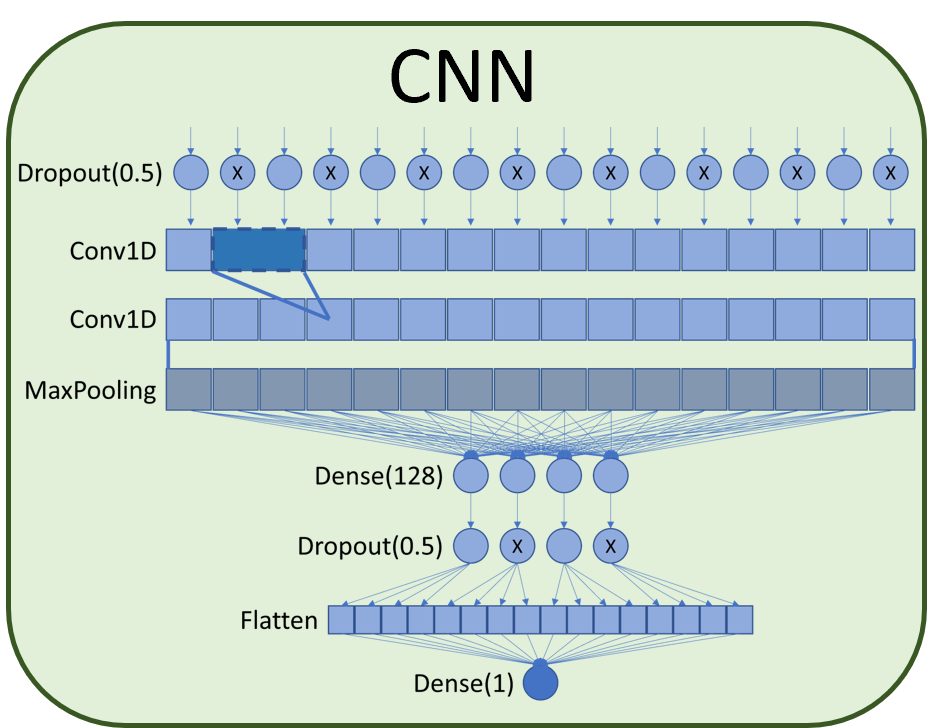 CNN
Dropout(0.5)
X X X X X X X X
Conv1D
Conv1D
MaxPooling
Dense(128)
Dropout(0.5)
X X
Flatten
Dense(1)